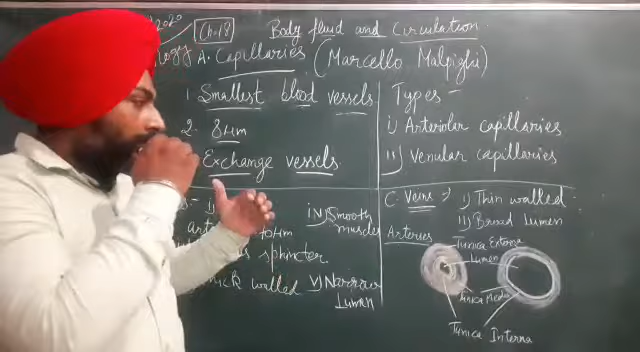 2020
Ch-18
Body fluid and Circulation
ogy A. Capillaries (Marcello Malpighi)
1. Smallest blood vessels
2. 8μm
Exchange vessels
Types -
i) Arteriolar capillaries
ii) Venular capillaries
iv) Smooth
muscles
10μm
sphincter
walled
v) Narrow
Lumen
C. Veins
i) Thin walled
ii) Broad Lumen
Arteries
Tunica Externa
Lumen
Tunica Media
Tunica Interna